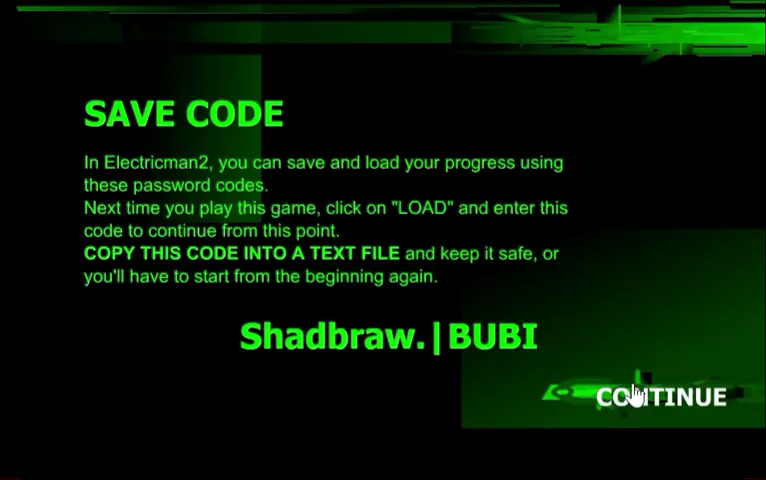 SAVE CODE
In Electricman2, you can save and load your progress using
these password codes.
Next time you play this game, click on "LOAD" and enter this
code to continue from this point.
COPY THIS CODE INTO A TEXT FILE and keep it safe, or
you'll have to start from the beginning again.
Shadbraw.|BUBI
CONTINUE